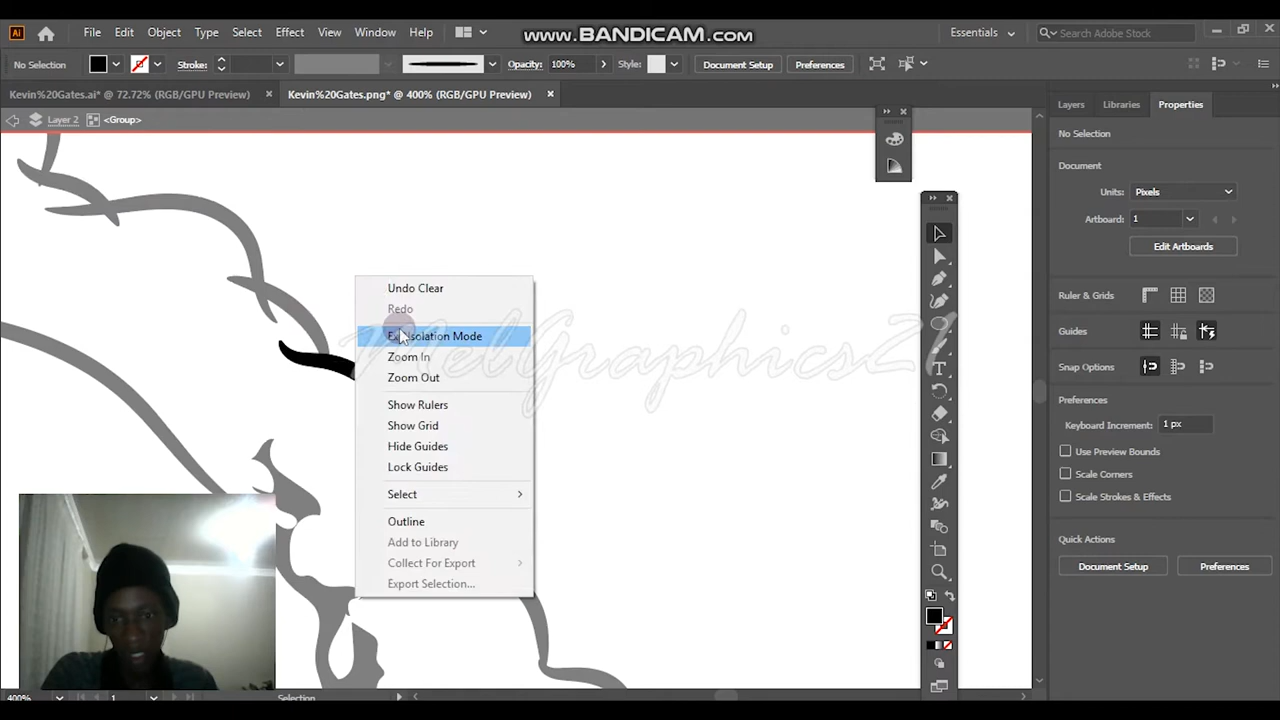 www.BANDICAM.com
Ai File Edit Object Type Select Effect View Window Help Essentials Search Adobe Stock
No Selection Stroke: Opacity: 100% Style: Document Setup Preferences
Kevin%20Gates.ai* @ 72.72% (RGB/GPU Preview) × Kevin%20Gates.png* @ 400% (RGB/GPU Preview) ×
Layers Libraries Properties
Layer 2 <Group>
No Selection
Document
Units: Pixels
Artboard: 1
Edit Artboards
Ruler & Grids
Guides
Snap Options
Preferences
Keyboard Increment: 1 px
Use Preview Bounds
Scale Corners
Scale Strokes & Effects
Quick Actions
Document Setup Preferences
Undo Clear
Redo
Isolation Mode
Zoom In
Zoom Out
Show Rulers
Show Grid
Hide Guides
Lock Guides
Select
Outline
Add to Library
Collect For Export
Export Selection...
MelGraphics21
400% 1 Selection